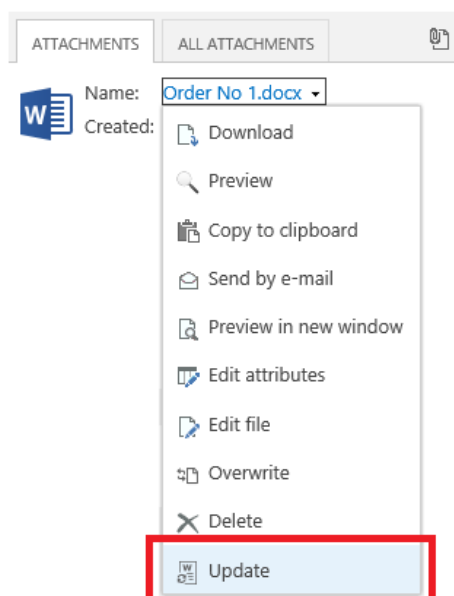 ATTACHMENTS ALL ATTACHMENTS
Name: Order No 1.docx
Created:
Download
Preview
Copy to clipboard
Send by e-mail
Preview in new window
Edit attributes
Edit file
Overwrite
Delete
Update